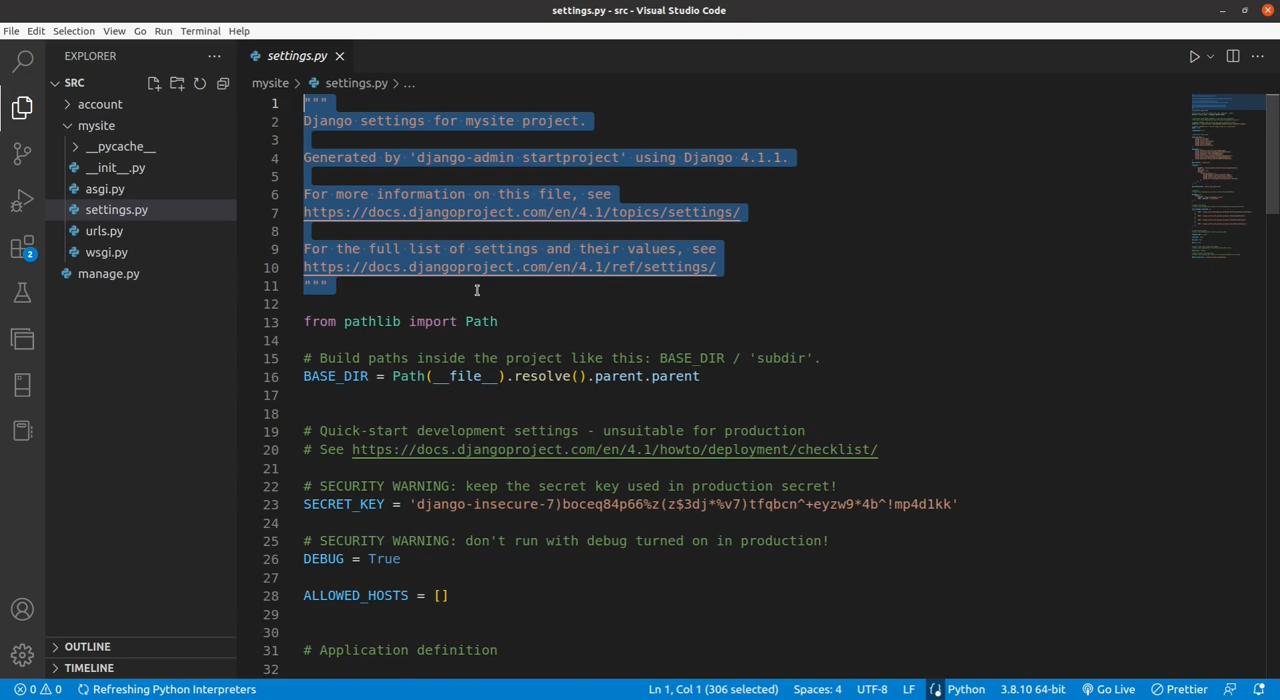 settings.py - src - Visual Studio Code
File Edit Selection View Go Run Terminal Help
EXPLORER
SRC
account
mysite
__pycache__
__init__.py
asgi.py
settings.py
urls.py
wsgi.py
manage.py
OUTLINE
TIMELINE
2
settings.py
mysite > settings.py > ...
1 """
2 Django settings for mysite project.
3
4 Generated by 'django-admin startproject' using Django 4.1.1.
5
6 For more information on this file, see
7 https://docs.djangoproject.com/en/4.1/topics/settings/
8
9 For the full list of settings and their values, see
10 https://docs.djangoproject.com/en/4.1/ref/settings/
11 """
12
13 from pathlib import Path
14
15 # Build paths inside the project like this: BASE_DIR / 'subdir'.
16 BASE_DIR = Path(__file__).resolve().parent.parent
17
18
19 # Quick-start development settings - unsuitable for production
20 # See https://docs.djangoproject.com/en/4.1/howto/deployment/checklist/
21
22 # SECURITY WARNING: keep the secret key used in production secret!
23 SECRET_KEY = 'django-insecure-7)boceq84p66%z(z$3dj*%v7)tfqbcn^+eyzw9*4b^!mp4d1kk'
24
25 # SECURITY WARNING: don't run with debug turned on in production!
26 DEBUG = True
27
28 ALLOWED_HOSTS = []
29
30
31 # Application definition
32
0 0 Refreshing Python Interpreters Ln 1, Col 1 (306 selected) Spaces: 4 UTF-8 LF Python 3.8.10 64-bit Go Live Prettier